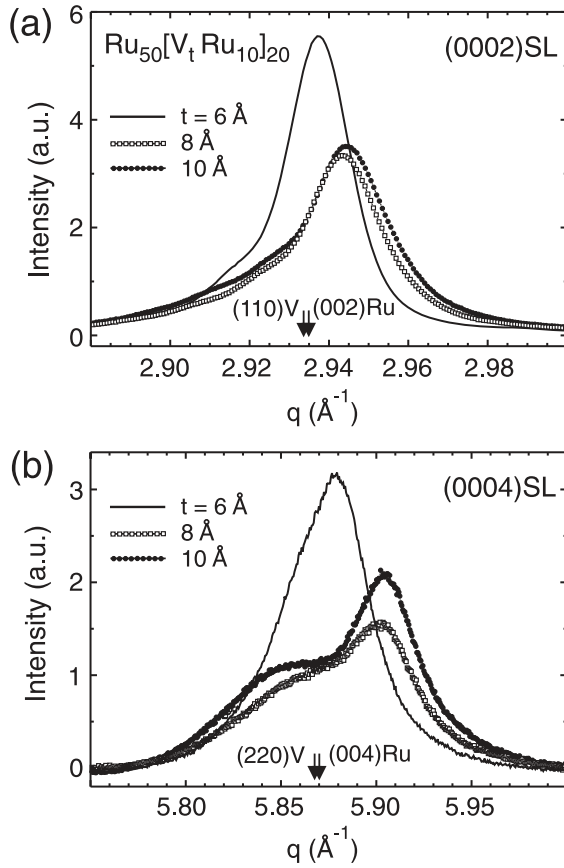 (a)
Ru₅₀[VₜRu₁₀]₂₀
(0002)SL
t = 6 Å
8 Å
10 Å
Intensity (a.u.)
6
4
2
0
(110)V
(002)Ru
2.90 2.92 2.94 2.96 2.98
q (Å⁻¹)
(b)
(0004)SL
t = 6 Å
8 Å
10 Å
Intensity (a.u.)
3
2
1
0
(220)V
(004)Ru
5.80 5.85 5.90 5.95
q (Å⁻¹)